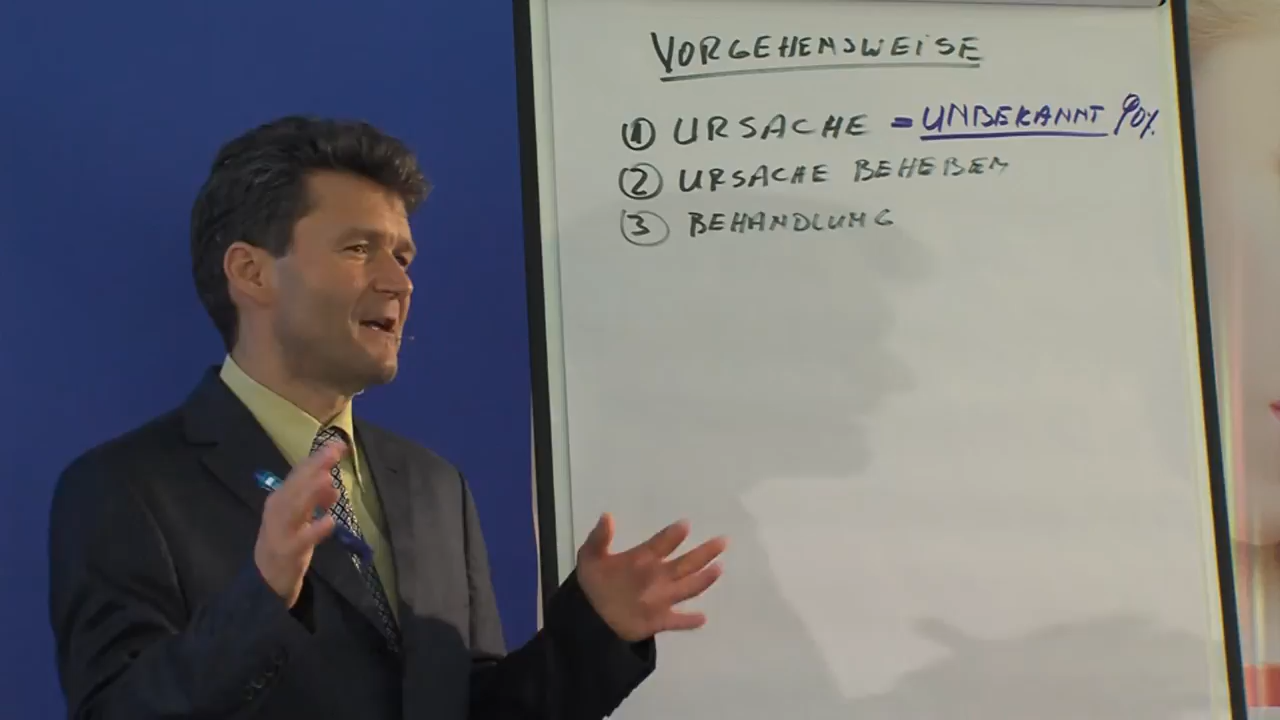 VORGEHENSWEISE
① URSACHE = UNBEKANNT 90%
② URSACHE BEHEBEN
③ BEHANDLUNG